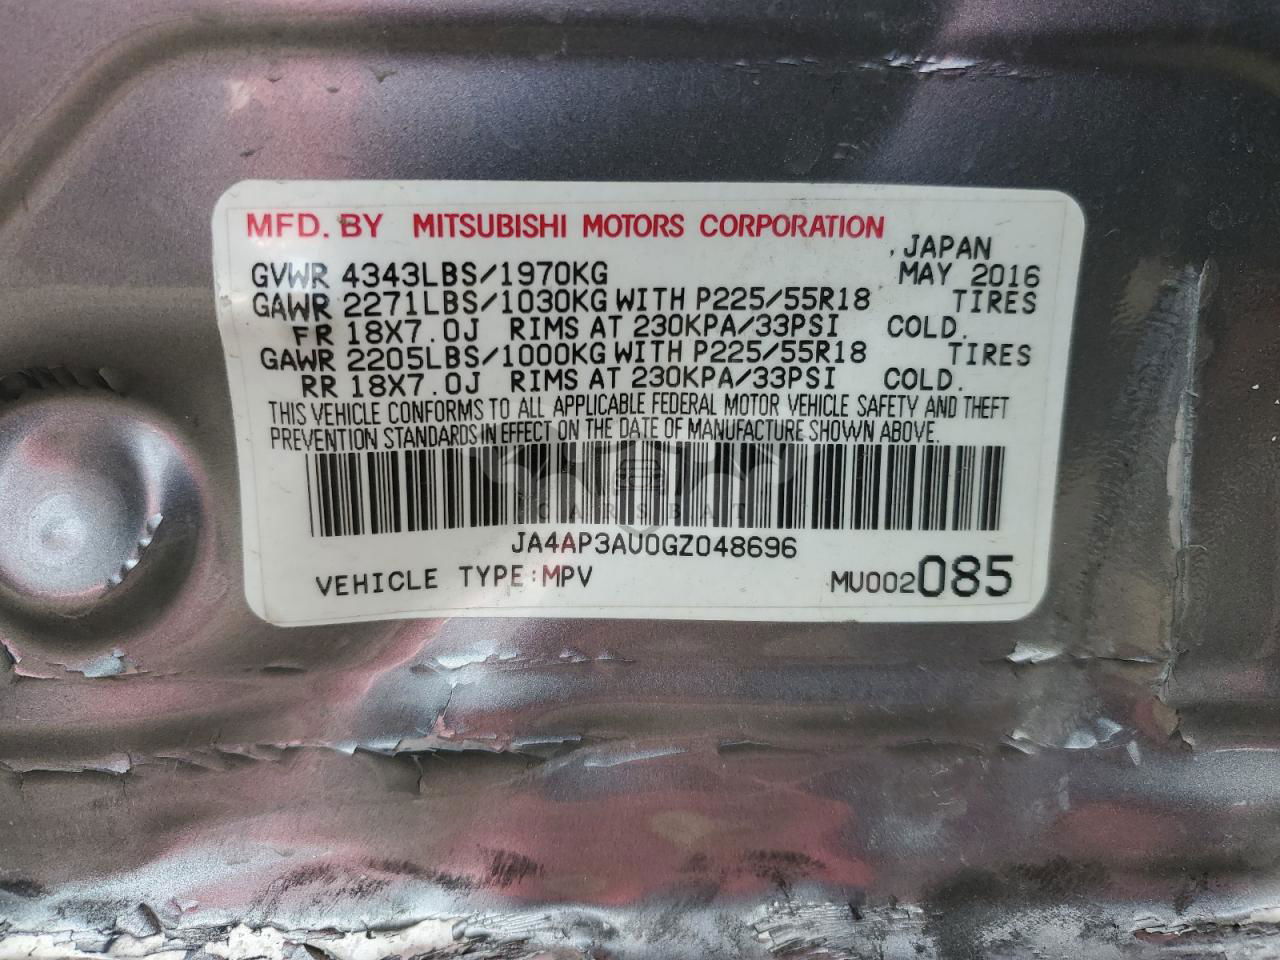 MFD. BY MITSUBISHI MOTORS CORPORATION
JAPAN
GVWR 4343LBS/1970KG MAY 2016
GAWR 2271LBS/1030KG WITH P225/55R18 TIRES
FR 18X7.0J RIMS AT 230KPA/33PSI COLD.
GAWR 2205LBS/1000KG WITH P225/55R18 TIRES
RR 18X7.0J RIMS AT 230KPA/33PSI COLD.
THIS VEHICLE CONFORMS TO ALL APPLICABLE FEDERAL MOTOR VEHICLE SAFETY AND THEFT
PREVENTION STANDARDS IN EFFECT ON THE DATE OF MANUFACTURE SHOWN ABOVE.
CARSBAT
JA4AP3AU0GZ048696
VEHICLE TYPE:MPV MU002 085